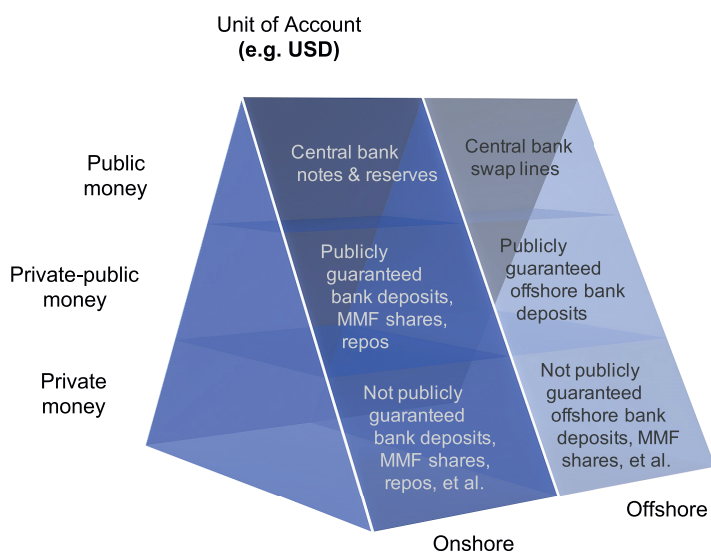 Unit of Account
(e.g. USD)
Public
money
Central bank
notes & reserves
Central bank
swap lines
Private-public
money
Publicly
guaranteed
bank deposits,
MMF shares,
repos
Publicly
guaranteed
offshore bank
deposits
Private
money
Not publicly
guaranteed
bank deposits,
MMF shares,
repos, et al.
Not publicly
guaranteed
offshore bank
deposits, MMF
shares, et al.
Onshore
Offshore